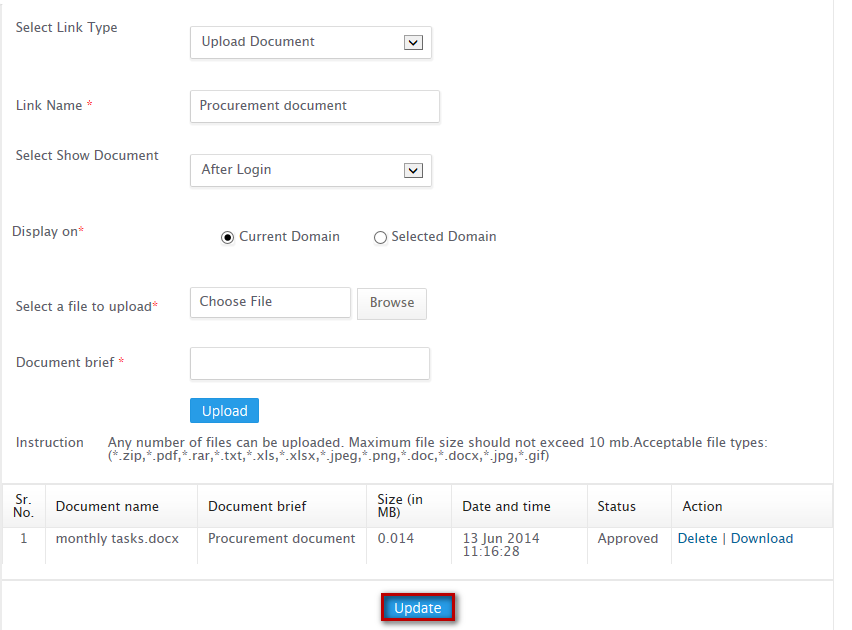 Select Link Type
Upload Document
Link Name *
Procurement document
Select Show Document
After Login
Display on*
Current Domain
Selected Domain
Select a file to upload*
Choose File
Browse
Document brief *
Upload
Instruction
Any number of files can be uploaded. Maximum file size should not exceed 10 mb.Acceptable file types:
(*.zip,*.pdf,*.rar,*.txt,*.xls,*.xlsx,*.jpeg,*.png,*.doc,*.docx,*.jpg,*.gif)
Sr.
No.
Document name
Document brief
Size (in
MB)
Date and time
Status
Action
1
monthly tasks.docx
Procurement document
0.014
13 Jun 2014
11:16:28
Approved
Delete | Download
Update